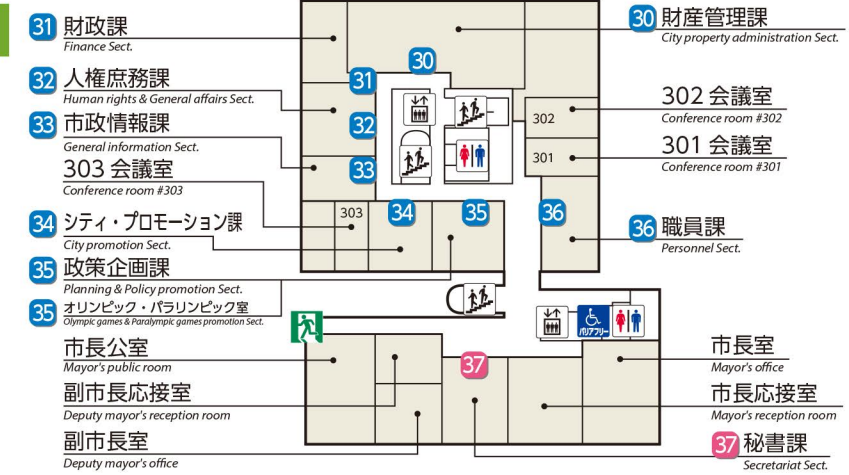 31 財政課
Finance Sect.
32 人権庶務課
Human rights & General affairs Sect.
33 市政情報課
General information Sect.
303 会議室
Conference room #303
34 シティ・プロモーション課
City promotion Sect.
35 政策企画課
Planning & Policy promotion Sect.
35 オリンピック・パラリンピック室
Olympic games & Paralympic games promotion Sect.
市長公室
Mayor's public room
副市長応接室
Deputy mayor's reception room
副市長室
Deputy mayor's office
30
31
32
33
303
34
35
36
302
301
バリアフリー
37
30 財産管理課
City property administration Sect.
302 会議室
Conference room #302
301 会議室
Conference room #301
36 職員課
Personnel Sect.
市長室
Mayor's office
市長応接室
Mayor's reception room
37 秘書課
Secretariat Sect.